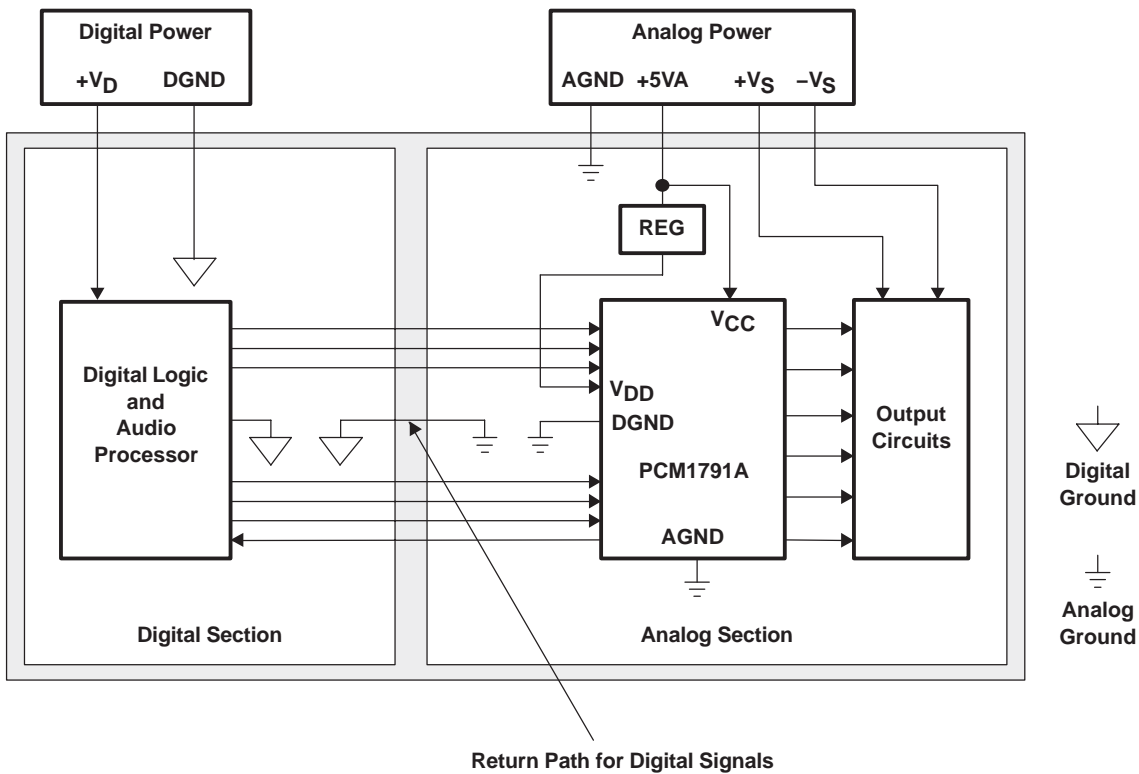 Digital Power
+VD DGND
Analog Power
AGND +5VA +VS –VS
REG
VCC
Digital Logic
and
Audio
Processor
VDD
DGND
PCM1791A
AGND
Output
Circuits
Digital
Ground
Analog
Ground
Digital Section
Analog Section
Return Path for Digital Signals